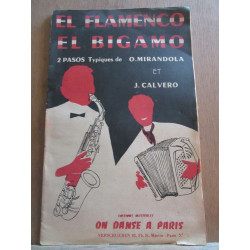 EL FLAMENCO
EL BIGAMO
2 PASOS Typiques de O. MIRANDOLA
ET
J. CALVERO
ON DANSE A PARIS